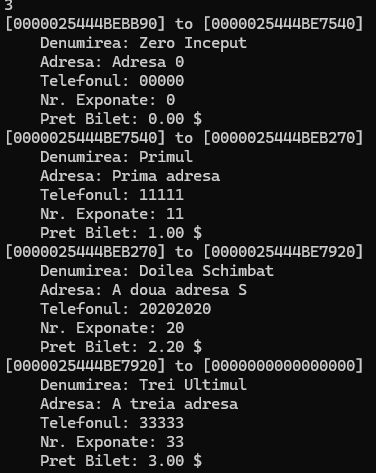 3
[0000025444BEBB90] to [0000025444BE7540]
Denumirea: Zero Inceput
Adresa: Adresa 0
Telefonul: 00000
Nr. Exponate: 0
Pret Bilet: 0.00 $
[0000025444BE7540] to [0000025444BEB270]
Denumirea: Primul
Adresa: Prima adresa
Telefonul: 11111
Nr. Exponate: 11
Pret Bilet: 1.00 $
[0000025444BEB270] to [0000025444BE7920]
Denumirea: Doilea Schimbat
Adresa: A doua adresa S
Telefonul: 20202020
Nr. Exponate: 20
Pret Bilet: 2.20 $
[0000025444BE7920] to [0000000000000000]
Denumirea: Trei Ultimul
Adresa: A treia adresa
Telefonul: 33333
Nr. Exponate: 33
Pret Bilet: 3.00 $